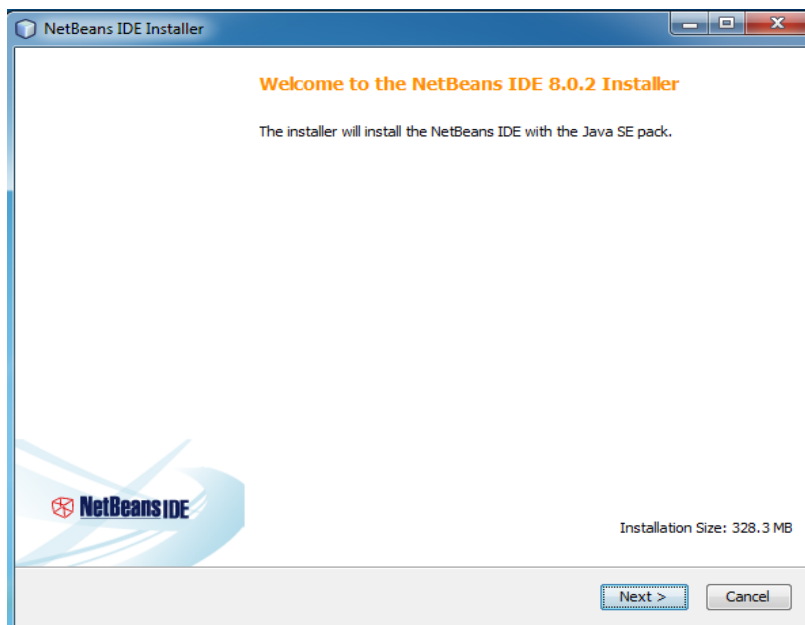 NetBeans IDE Installer
Welcome to the NetBeans IDE 8.0.2 Installer
The installer will install the NetBeans IDE with the Java SE pack.
NetBeans IDE
Installation Size: 328.3 MB
Next >
Cancel